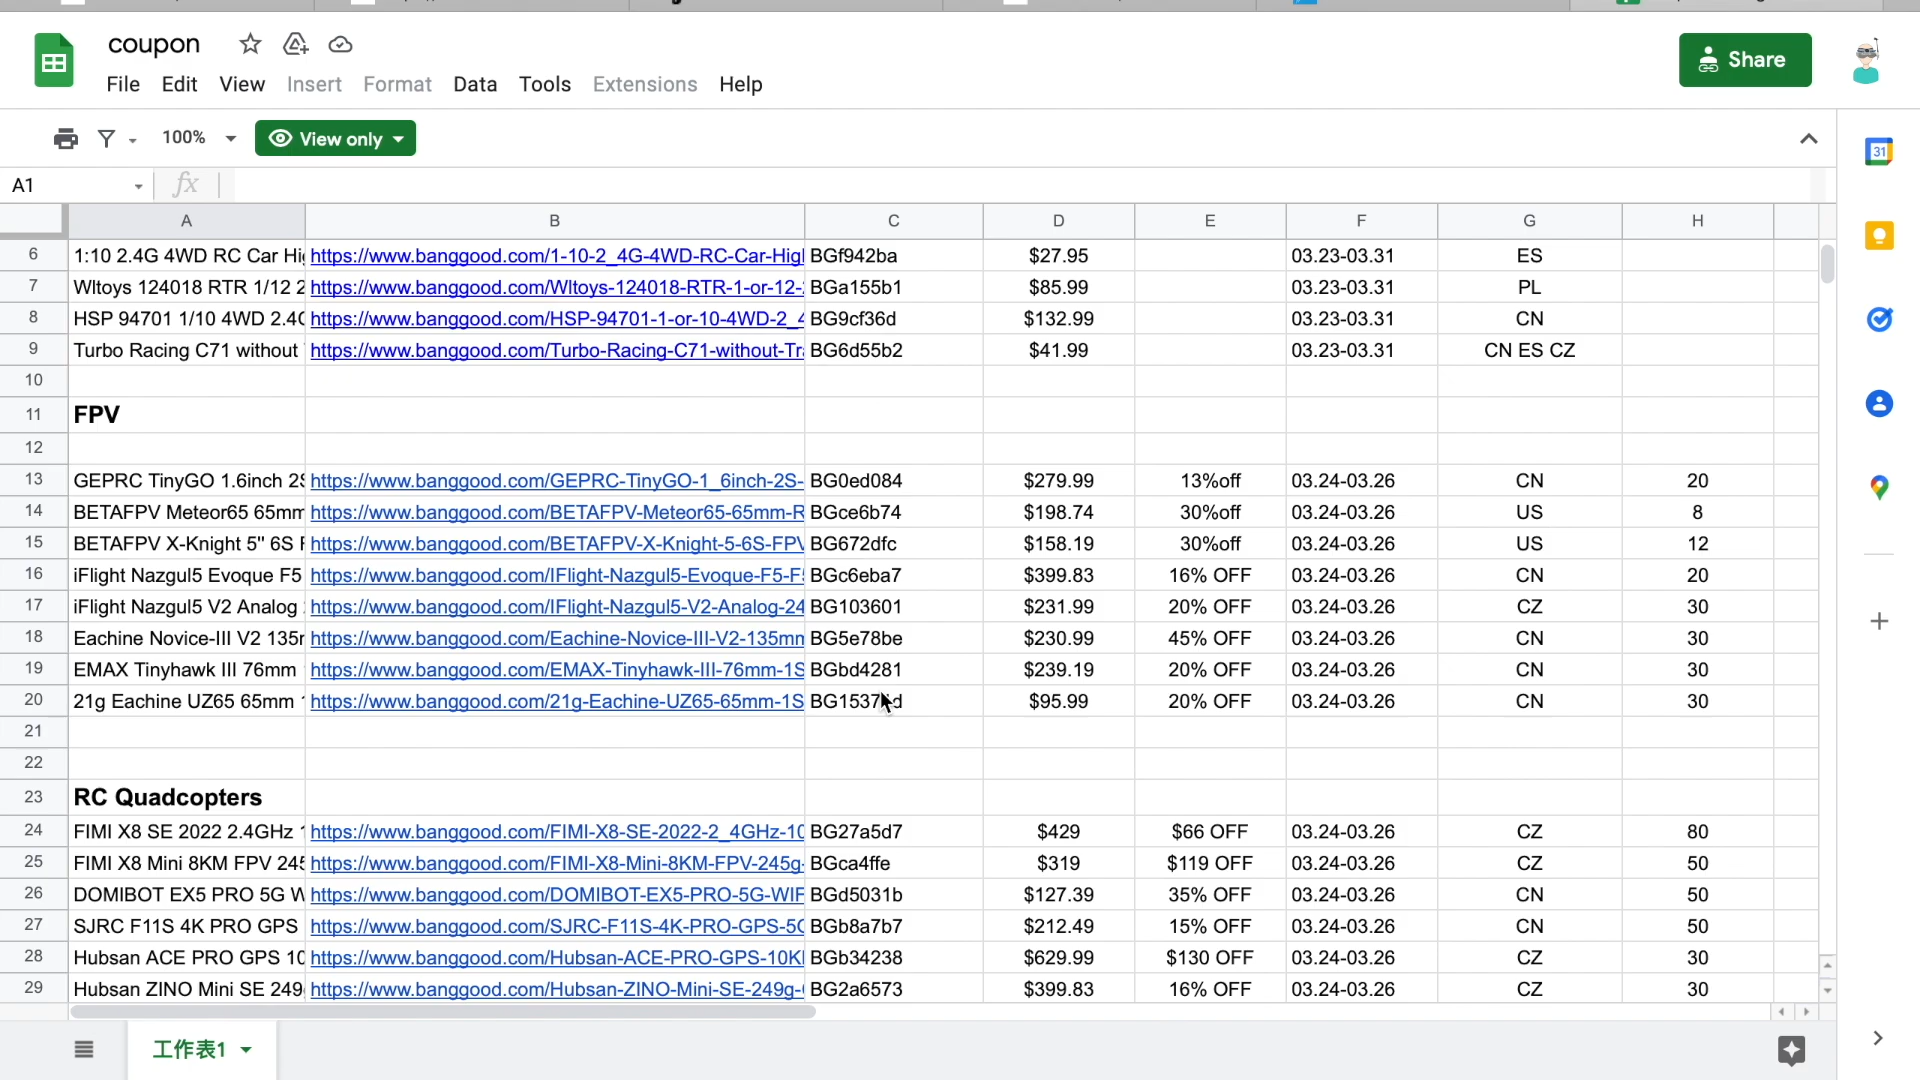 coupon
File Edit View Insert Format Data Tools Extensions Help
Share
100% View only
31
A1 fx
A B C D E F G H
6 1:10 2.4G 4WD RC Car Hi https://www.banggood.com/1-10-2_4G-4WD-RC-Car-Higl BGf942ba $27.95 03.23-03.31 ES
7 Wltoys 124018 RTR 1/12 2 https://www.banggood.com/Wltoys-124018-RTR-1-or-12- BGa155b1 $85.99 03.23-03.31 PL
8 HSP 94701 1/10 4WD 2.4G https://www.banggood.com/HSP-94701-1-or-10-4WD-2_4 BG9cf36d $132.99 03.23-03.31 CN
9 Turbo Racing C71 without https://www.banggood.com/Turbo-Racing-C71-without-Tr BG6d55b2 $41.99 03.23-03.31 CN ES CZ
10
11 FPV
12
13 GEPRC TinyGO 1.6inch 2S https://www.banggood.com/GEPRC-TinyGO-1_6inch-2S- BG0ed084 $279.99 13%off 03.24-03.26 CN 20
14 BETAFPV Meteor65 65mm https://www.banggood.com/BETAFPV-Meteor65-65mm-R BGce6b74 $198.74 30%off 03.24-03.26 US 8
15 BETAFPV X-Knight 5" 6S F https://www.banggood.com/BETAFPV-X-Knight-5-6S-FPV BG672dfc $158.19 30%off 03.24-03.26 US 12
16 iFlight Nazgul5 Evoque F5 https://www.banggood.com/IFlight-Nazgul5-Evoque-F5-F BGc6eba7 $399.83 16% OFF 03.24-03.26 CN 20
17 iFlight Nazgul5 V2 Analog https://www.banggood.com/IFlight-Nazgul5-V2-Analog-24 BG103601 $231.99 20% OFF 03.24-03.26 CZ 30
18 Eachine Novice-III V2 135r https://www.banggood.com/Eachine-Novice-III-V2-135mm BG5e78be $230.99 45% OFF 03.24-03.26 CN 30
19 EMAX Tinyhawk III 76mm https://www.banggood.com/EMAX-Tinyhawk-III-76mm-1S BGbd4281 $239.19 20% OFF 03.24-03.26 CN 30
20 21g Eachine UZ65 65mm https://www.banggood.com/21g-Eachine-UZ65-65mm-1S $95.99 20% OFF 03.24-03.26 CN 30
21
22
23 RC Quadcopters
24 FIMI X8 SE 2022 2.4GHz https://www.banggood.com/FIMI-X8-SE-2022-2_4GHz-10 BG27a5d7 $429 $66 OFF 03.24-03.26 CZ 80
25 FIMI X8 Mini 8KM FPV 245 https://www.banggood.com/FIMI-X8-Mini-8KM-FPV-245g- BGca4ffe $319 $119 OFF 03.24-03.26 CZ 50
26 DOMIBOT EX5 PRO 5G W https://www.banggood.com/DOMIBOT-EX5-PRO-5G-WIF BGd5031b $127.39 35% OFF 03.24-03.26 CN 50
27 SJRC F11S 4K PRO GPS https://www.banggood.com/SJRC-F11S-4K-PRO-GPS-5G BGb8a7b7 $212.49 15% OFF 03.24-03.26 CN 50
28 Hubsan ACE PRO GPS 10 https://www.banggood.com/Hubsan-ACE-PRO-GPS-10K BGb34238 $629.99 $130 OFF 03.24-03.26 CZ 30
29 Hubsan ZINO Mini SE 249 https://www.banggood.com/Hubsan-ZINO-Mini-SE-249g- BG2a6573 $399.83 16% OFF 03.24-03.26 CZ 30
工作表1